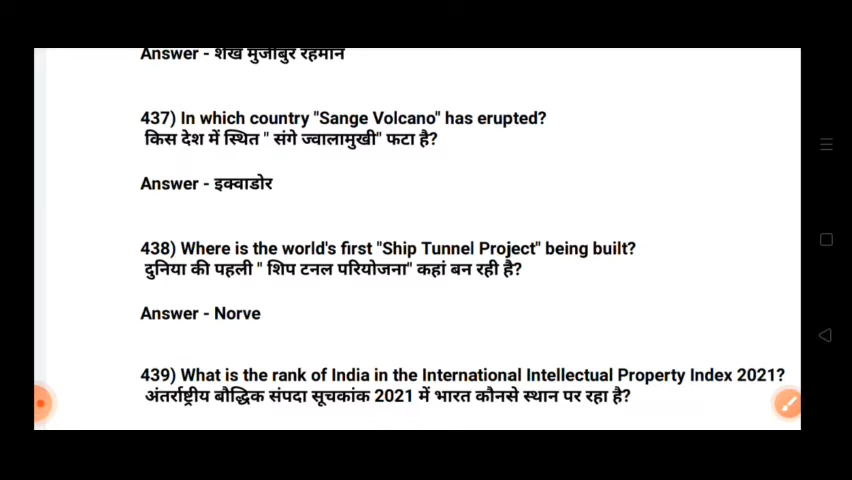 Answer - शेख मुजीबुर रहमान
437) In which country "Sange Volcano" has erupted?
किस देश में स्थित " संगे ज्वालामुखी" फटा है?
Answer - इक्वाडोर
438) Where is the world's first "Ship Tunnel Project" being built?
दुनिया की पहली " शिप टनल परियोजना" कहां बन रही है?
Answer - Norve
439) What is the rank of India in the International Intellectual Property Index 2021?
अंतर्राष्ट्रीय बौद्धिक संपदा सूचकांक 2021 में भारत कौनसे स्थान पर रहा है?